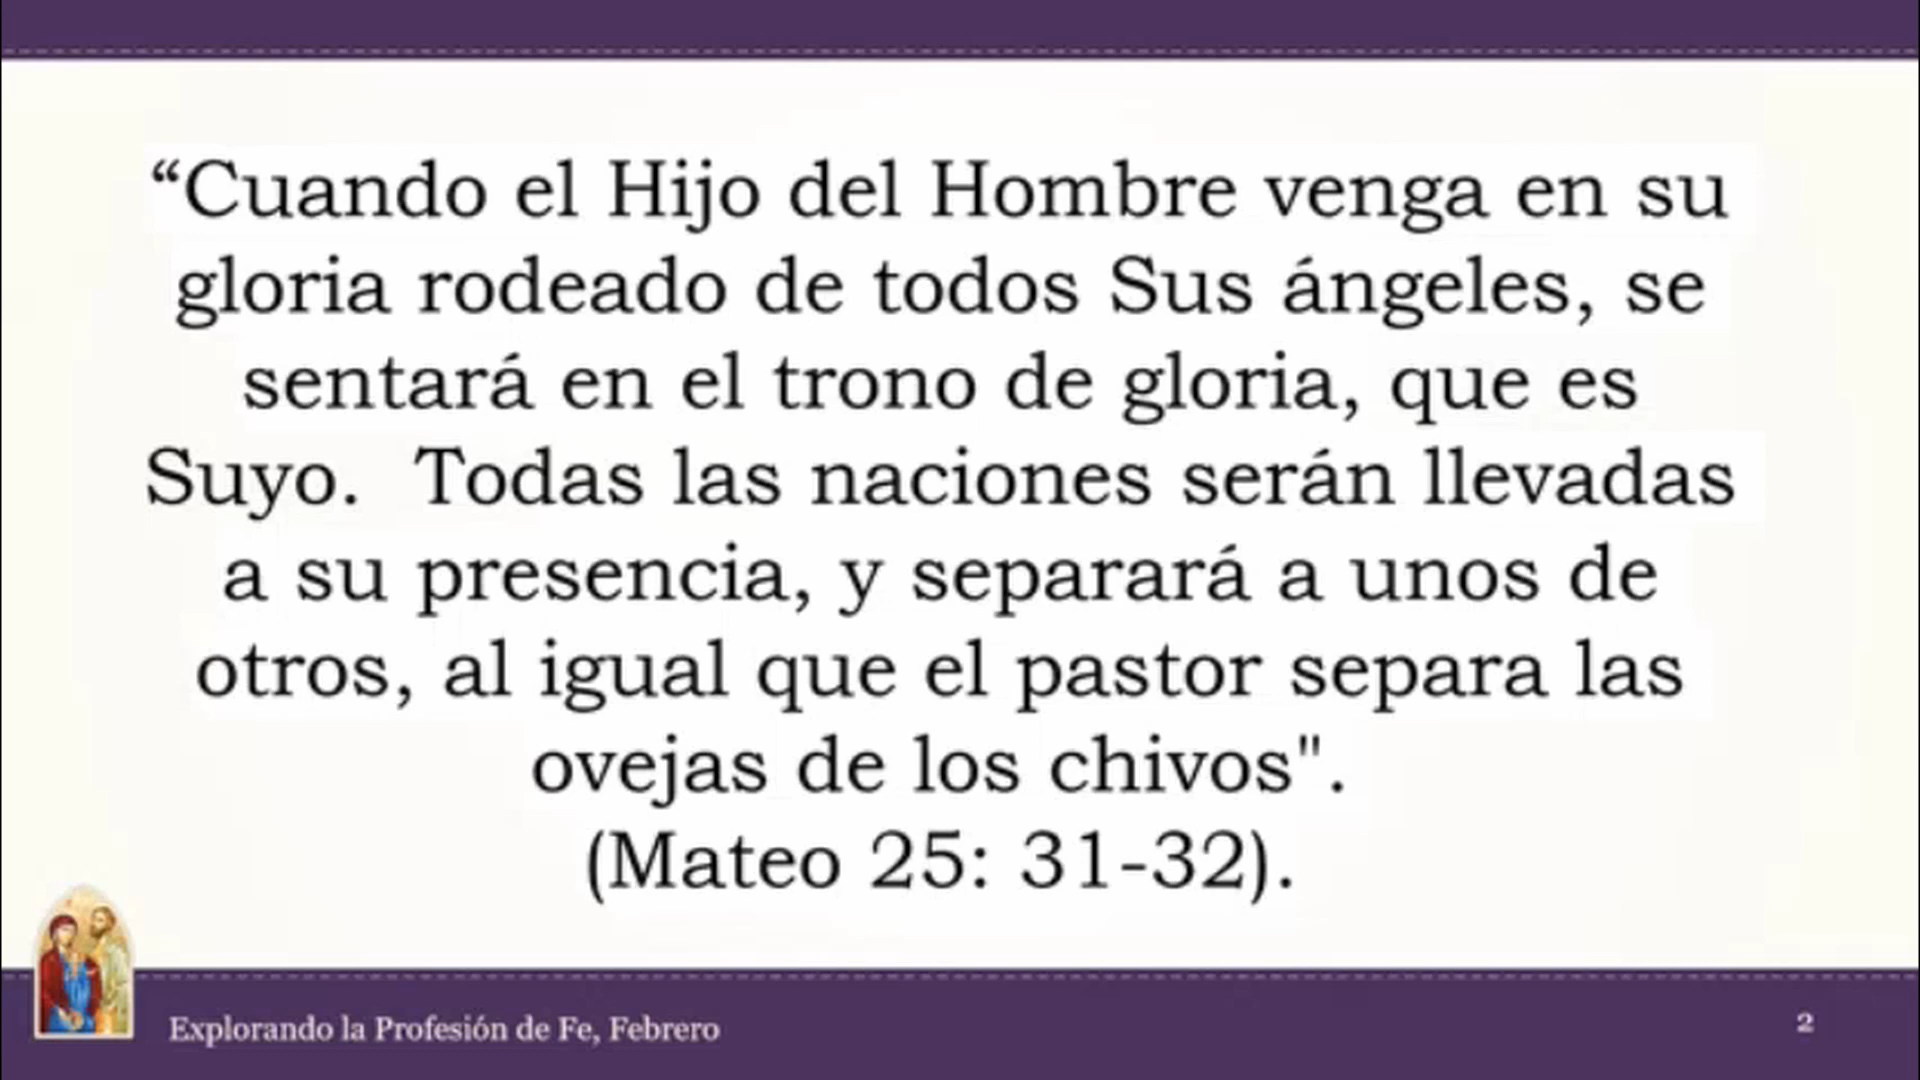 “Cuando el Hijo del Hombre venga en su
gloria rodeado de todos Sus ángeles, se
sentará en el trono de gloria, que es
Suyo.  Todas las naciones serán llevadas
a su presencia, y separará a unos de
otros, al igual que el pastor separa las
ovejas de los chivos".
(Mateo 25: 31-32).
Explorando la Profesión de Fe, Febrero
2